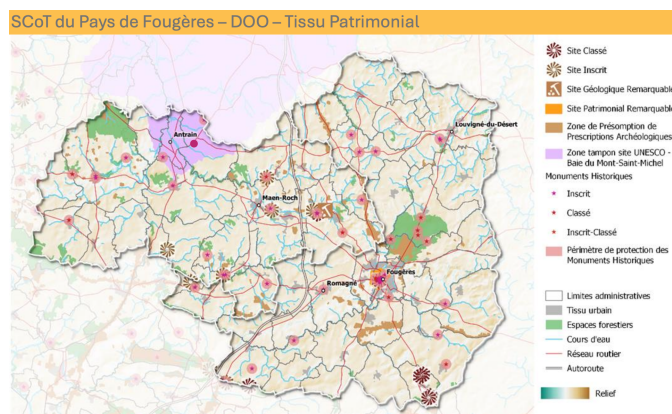 SCoT du Pays de Fougères – DOO – Tissu Patrimonial
Antrain
Louvigné-du-Désert
Maen-Roch
Romagné
Fougères
Site Classé
Site Inscrit
Site Géologique Remarquable
Site Patrimonial Remarquable
Zone de Présomption de
Prescriptions Archéologiques
Zone tampon site UNESCO -
Baie du Mont-Saint-Michel
Monuments Historiques
Inscrit
Classé
Inscrit-Classé
Périmètre de protection des
Monuments Historiques
Limites administratives
Tissu urbain
Espaces forestiers
Cours d'eau
Réseau routier
Autoroute
Relief